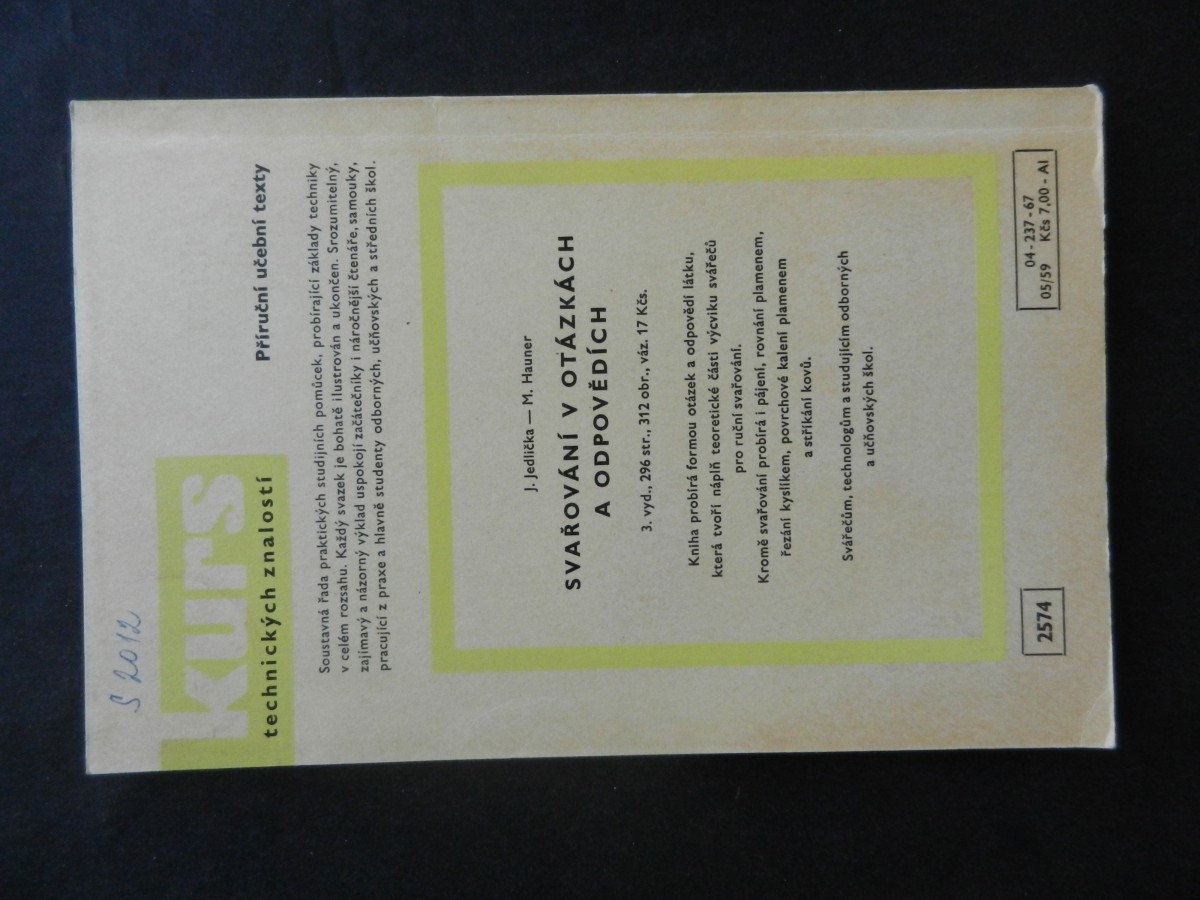 S 2012
kurs
technických znalostí
Příruční učební texty
Soustavná řada praktických studijních pomůcek, probírající základy techniky
v celém rozsahu. Každý svazek je bohatě ilustrován a ukončen. Srozumitelný,
zajímavý a názorný výklad uspokojí začátečníky i náročnější čtenáře, samouky,
pracující z praxe a hlavně studenty odborných, učňovských a středních škol.
J. Jedlička — M. Hauner
SVAŘOVÁNÍ V OTÁZKÁCH
A ODPOVĚDÍCH
3. vyd., 296 str., 312 obr., váz. 17 Kčs.
Kniha probírá formou otázek a odpovědí látku,
která tvoří náplň teoretické části výcviku svářečů
pro ruční svařování.
Kromě svařování probírá i pájení, rovnání plamenem,
řezání kyslíkem, povrchové kalení plamenem
a stříkání kovů.
Svářečům, technologům a studujícím odborných
a učňovských škol.
2574
04-237-67
05/59 Kčs 7,00 - AI